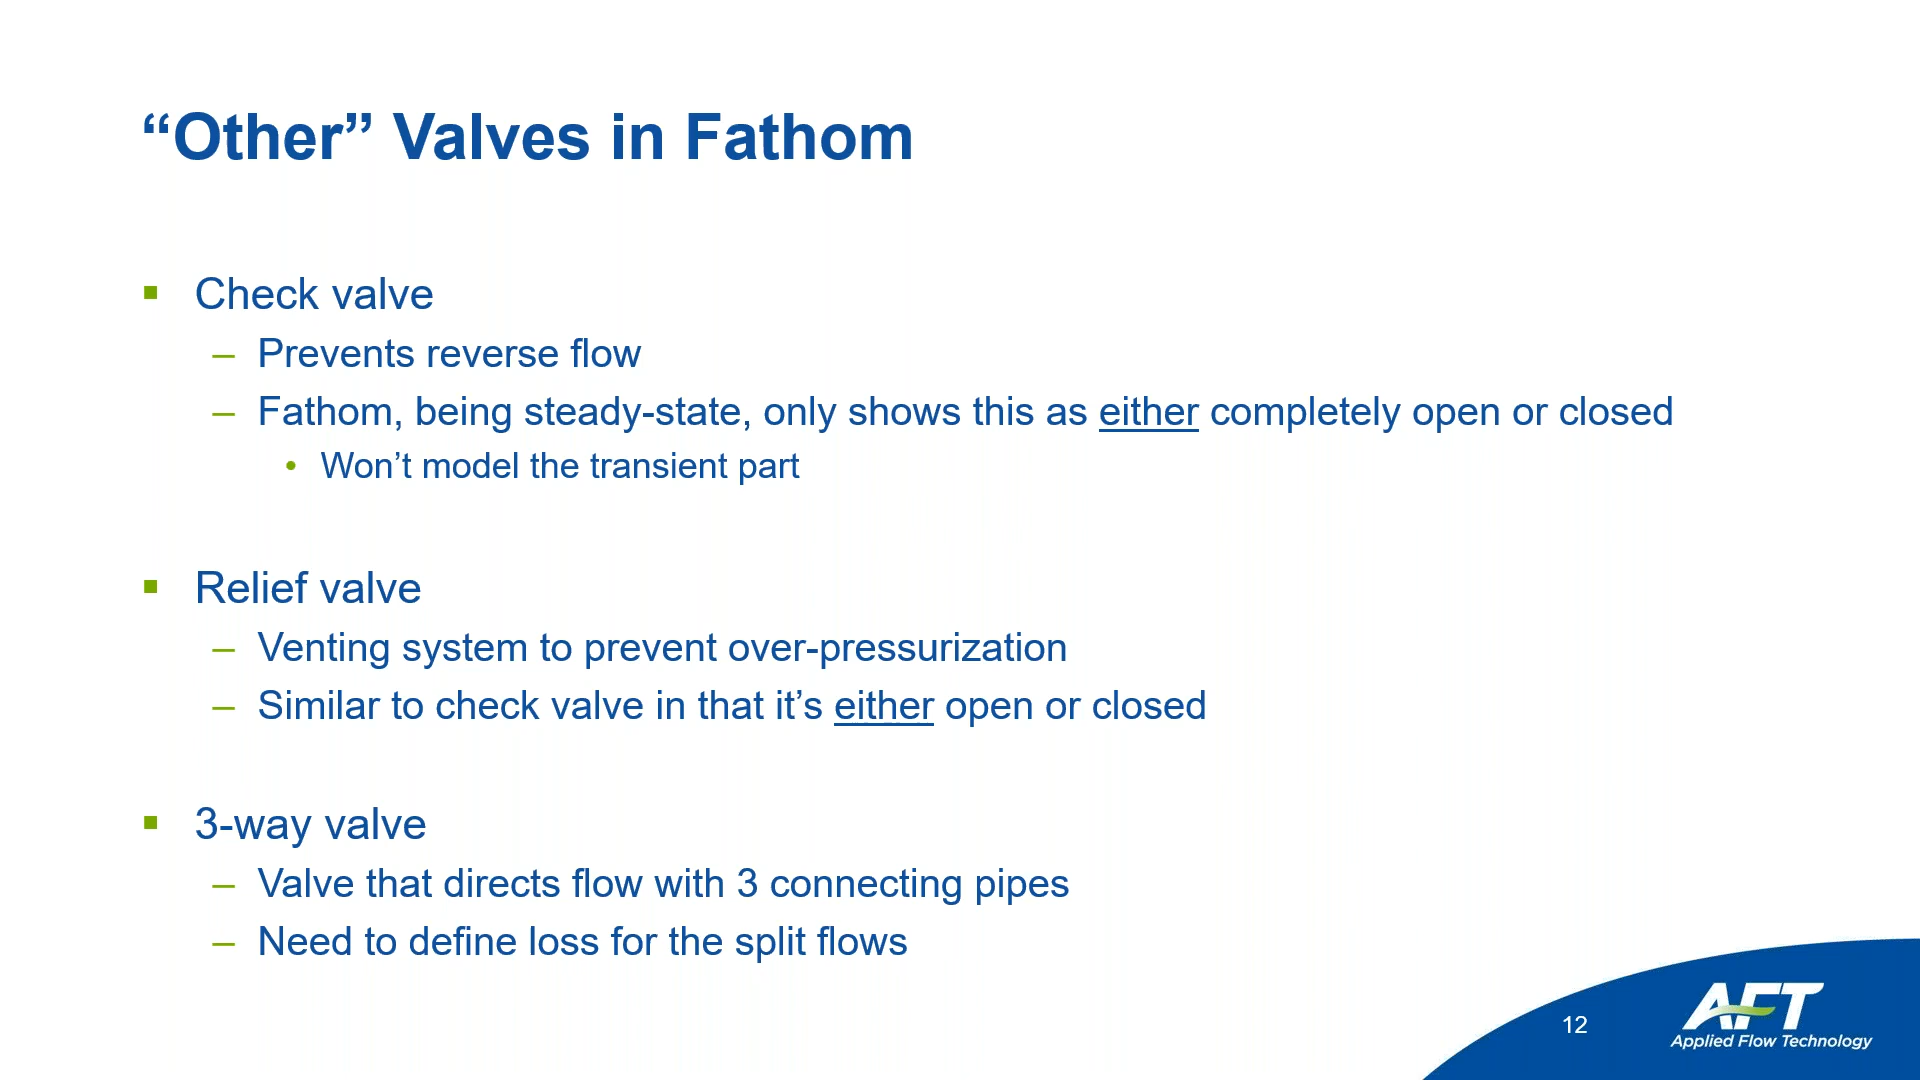 “Other” Valves in Fathom
▪ Check valve
– Prevents reverse flow
– Fathom, being steady-state, only shows this as either completely open or closed
• Won’t model the transient part
▪ Relief valve
– Venting system to prevent over-pressurization
– Similar to check valve in that it’s either open or closed
▪ 3-way valve
– Valve that directs flow with 3 connecting pipes
– Need to define loss for the split flows
12
AFT
Applied Flow Technology